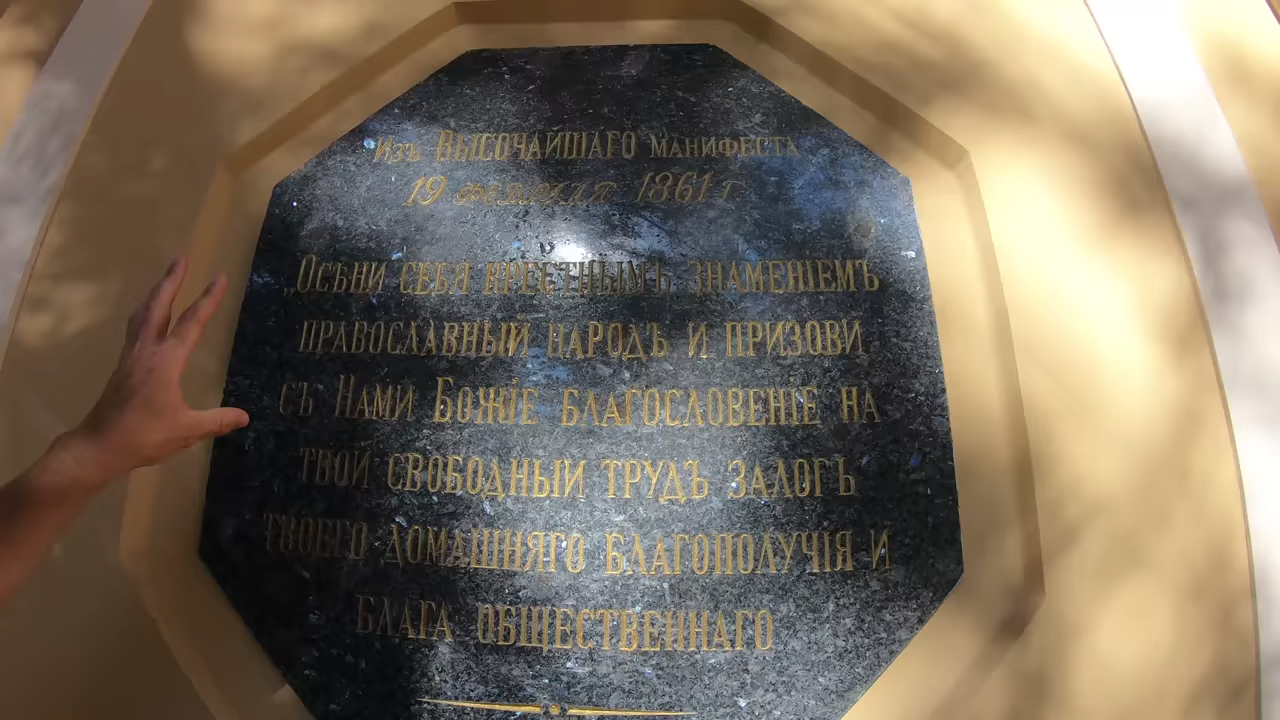 Изъ Высочайшаго манифеста
19 февраля 1861 г
„Осѣни себя крестнымъ знаменіемъ
православный народъ и призови
съ Нами Божіе благословеніе на
твой свободный трудъ залогъ
твоего домашняго благополучія и
блага общественнаго